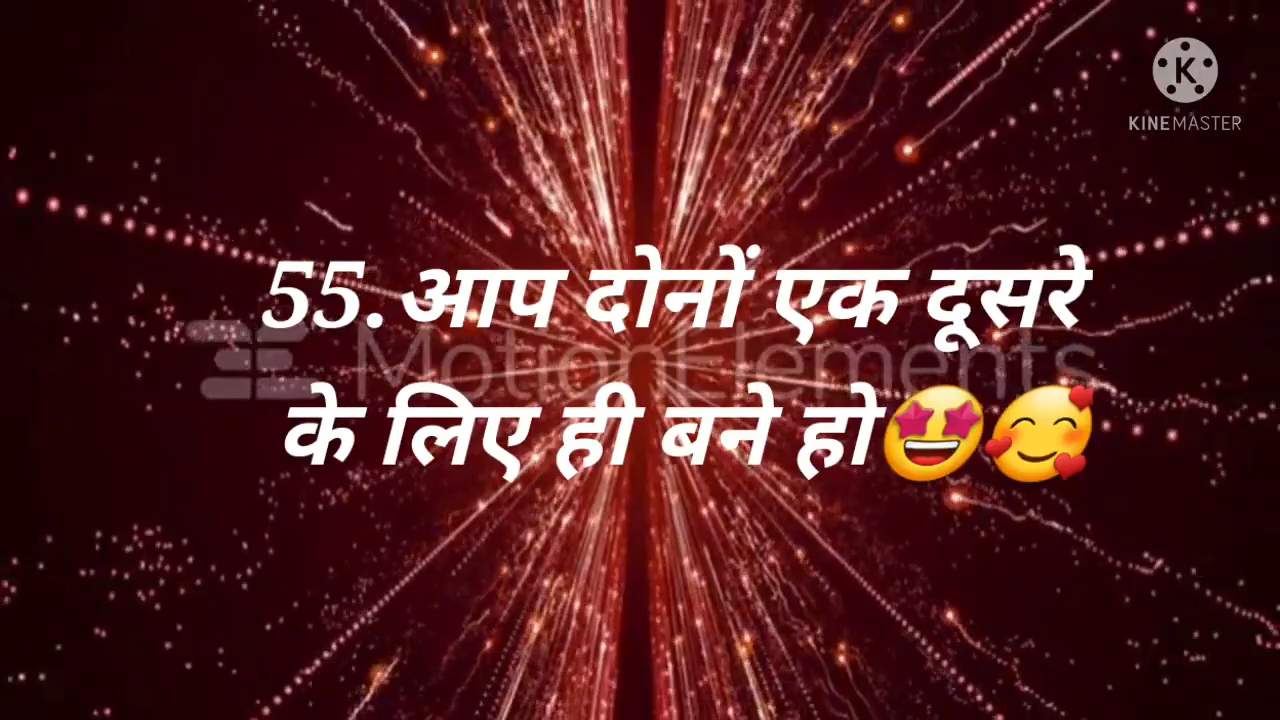 KINEMASTER
55.आप दोनों एक दूसरे
MotionElements
के लिए ही बने हो🤩🥰